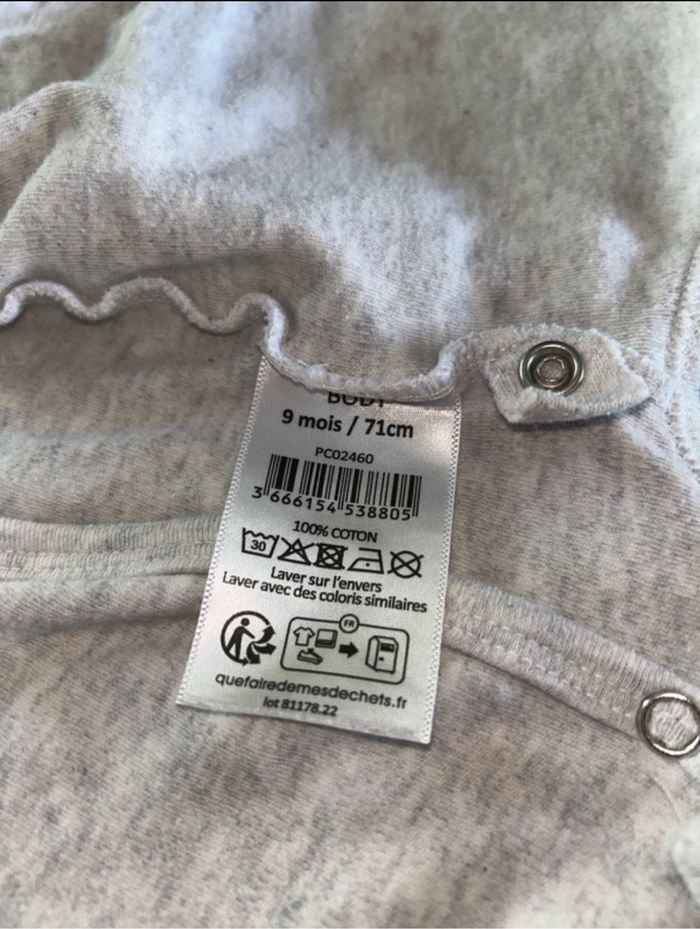 BODY
9 mois / 71cm
PC02460
3 666154 538805
100% COTON
30
Laver sur l'envers
Laver avec des coloris similaires
FR
quefairedemesdechets.fr
lot 81178.22